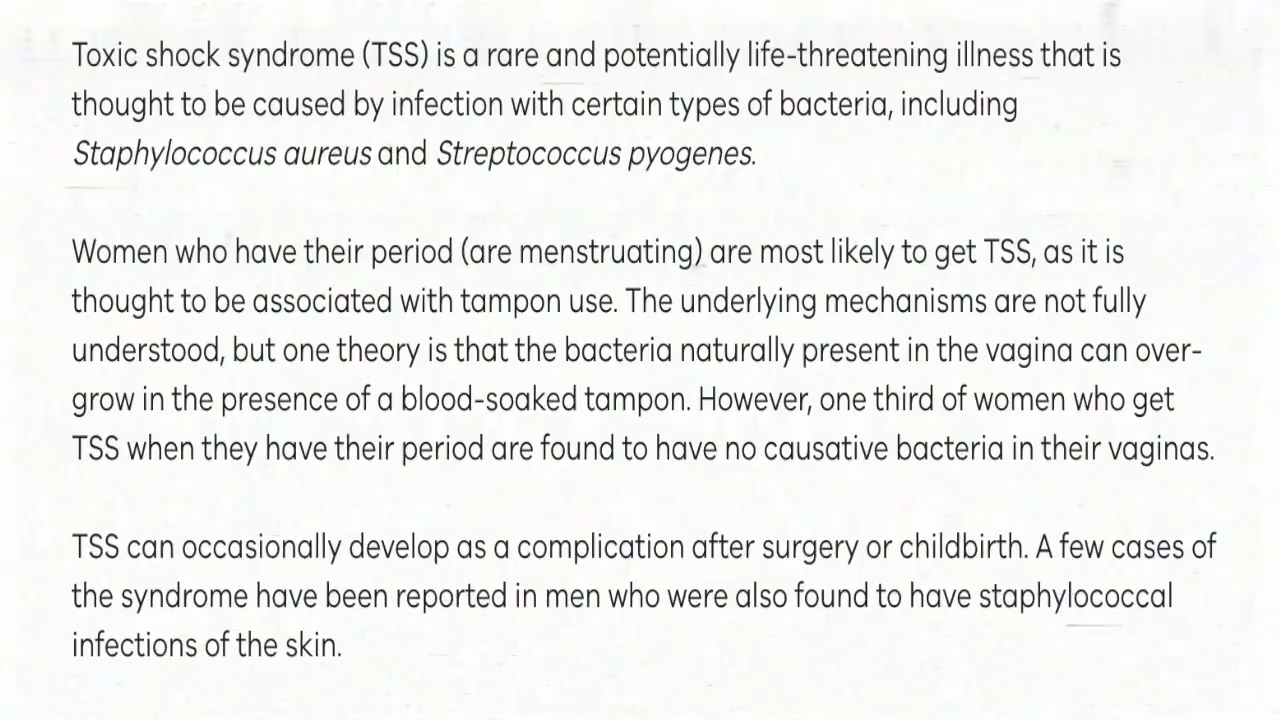 Toxic shock syndrome (TSS) is a rare and potentially life-threatening illness that is
thought to be caused by infection with certain types of bacteria, including
Staphylococcus aureus and Streptococcus pyogenes.
Women who have their period (are menstruating) are most likely to get TSS, as it is
thought to be associated with tampon use. The underlying mechanisms are not fully
understood, but one theory is that the bacteria naturally present in the vagina can over-
grow in the presence of a blood-soaked tampon. However, one third of women who get
TSS when they have their period are found to have no causative bacteria in their vaginas.
TSS can occasionally develop as a complication after surgery or childbirth. A few cases of
the syndrome have been reported in men who were also found to have staphylococcal
infections of the skin.